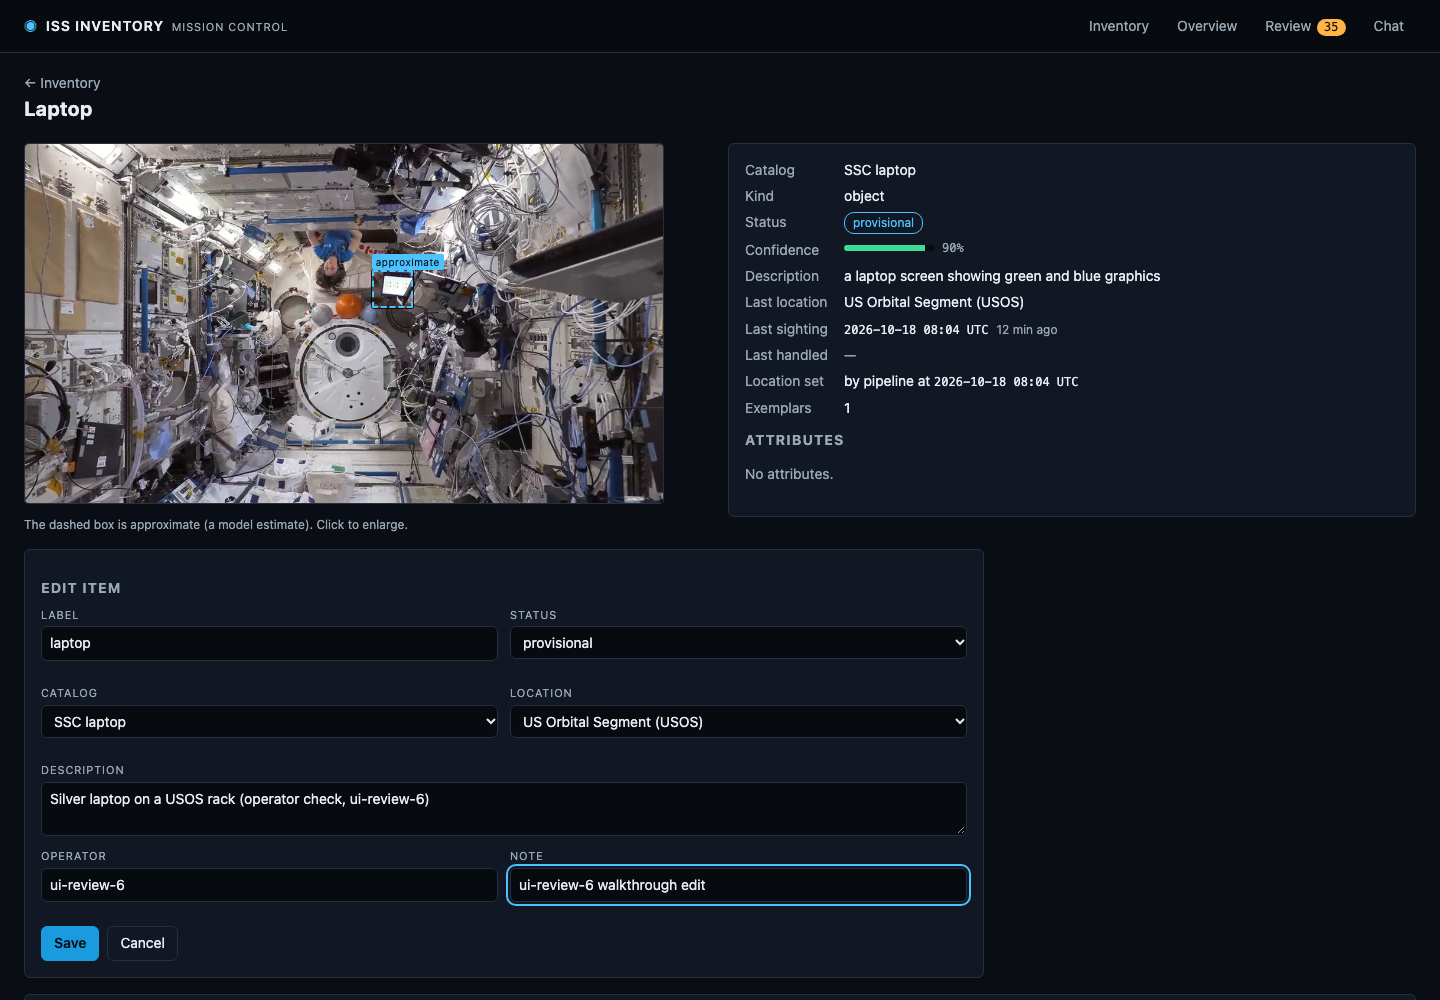 ISS INVENTORY MISSION CONTROL
Inventory Overview Review 35 Chat
← Inventory
Laptop
approximate
The dashed box is approximate (a model estimate). Click to enlarge.
Catalog SSC laptop
Kind object
Status provisional
Confidence 90%
Description a laptop screen showing green and blue graphics
Last location US Orbital Segment (USOS)
Last sighting 2026-10-18 08:04 UTC 12 min ago
Last handled —
Location set by pipeline at 2026-10-18 08:04 UTC
Exemplars 1
ATTRIBUTES
No attributes.
EDIT ITEM
LABEL STATUS
laptop provisional
CATALOG LOCATION
SSC laptop US Orbital Segment (USOS)
DESCRIPTION
Silver laptop on a USOS rack (operator check, ui-review-6)
OPERATOR NOTE
ui-review-6 ui-review-6 walkthrough edit
Save Cancel